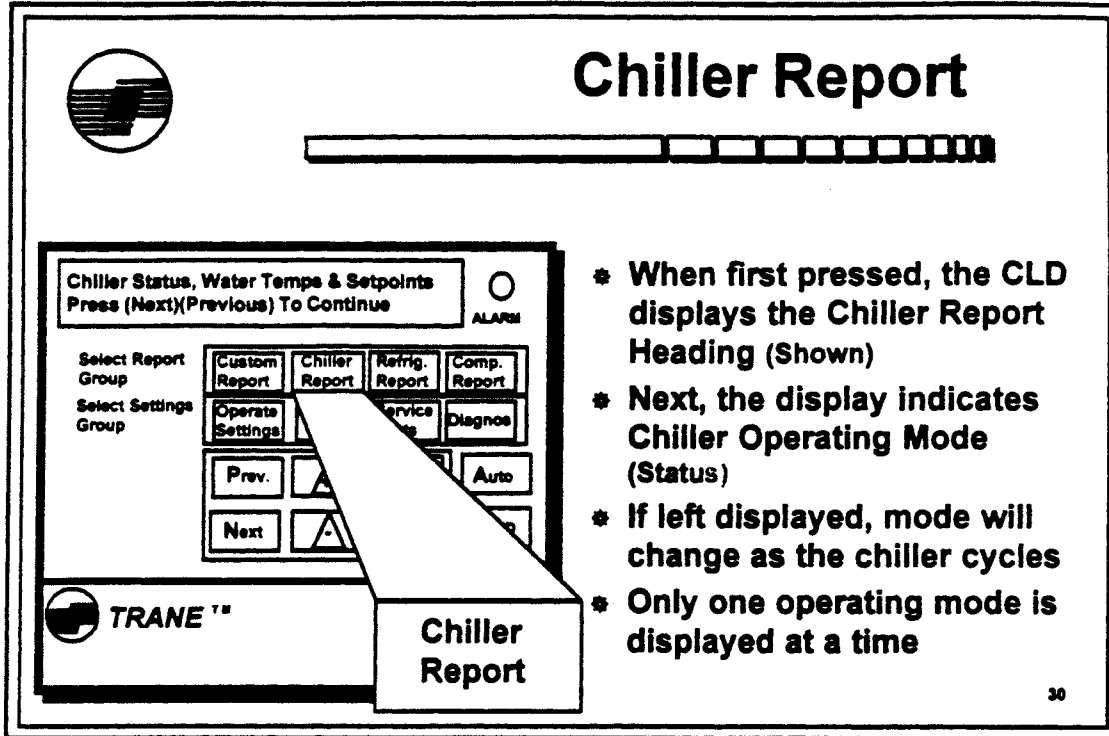 Chiller Report
Chiller Status, Water Temps & Setpoints
Press (Next)(Previous) To Continue
ALARM
Select Report
Group
Custom
Report
Chiller
Report
Refrig.
Report
Comp.
Report
Select Settings
Group
Operate
Settings
Diagnos
Prev.
Auto
Next
-
TRANE ™
Chiller
Report
When first pressed, the CLD
displays the Chiller Report
Heading (Shown)
Next, the display indicates
Chiller Operating Mode
(Status)
If left displayed, mode will
change as the chiller cycles
Only one operating mode is
displayed at a time
30